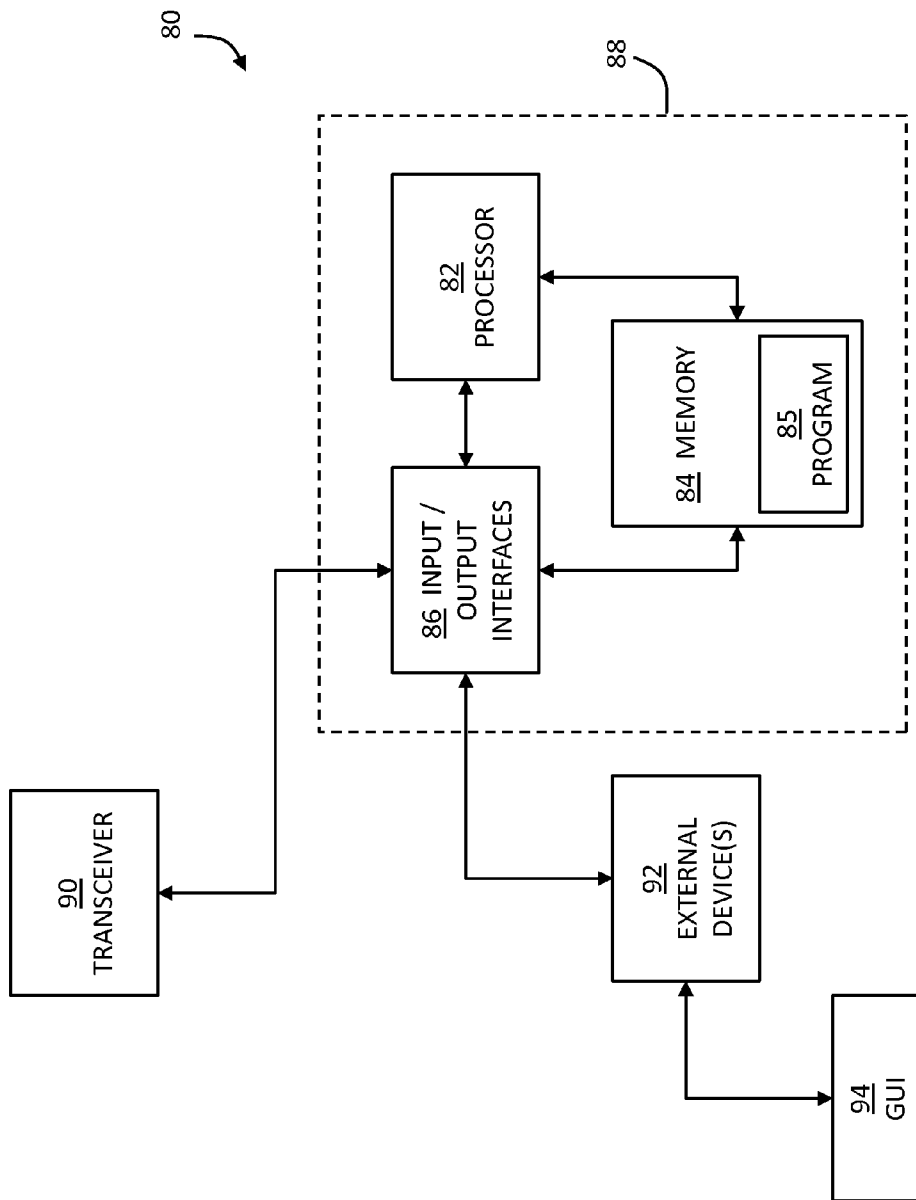 80
88
90
TRANSCEIVER
82
PROCESSOR
86 INPUT /
OUTPUT
INTERFACES
84 MEMORY
85
PROGRAM
92
EXTERNAL
DEVICE(S)
94
GUI